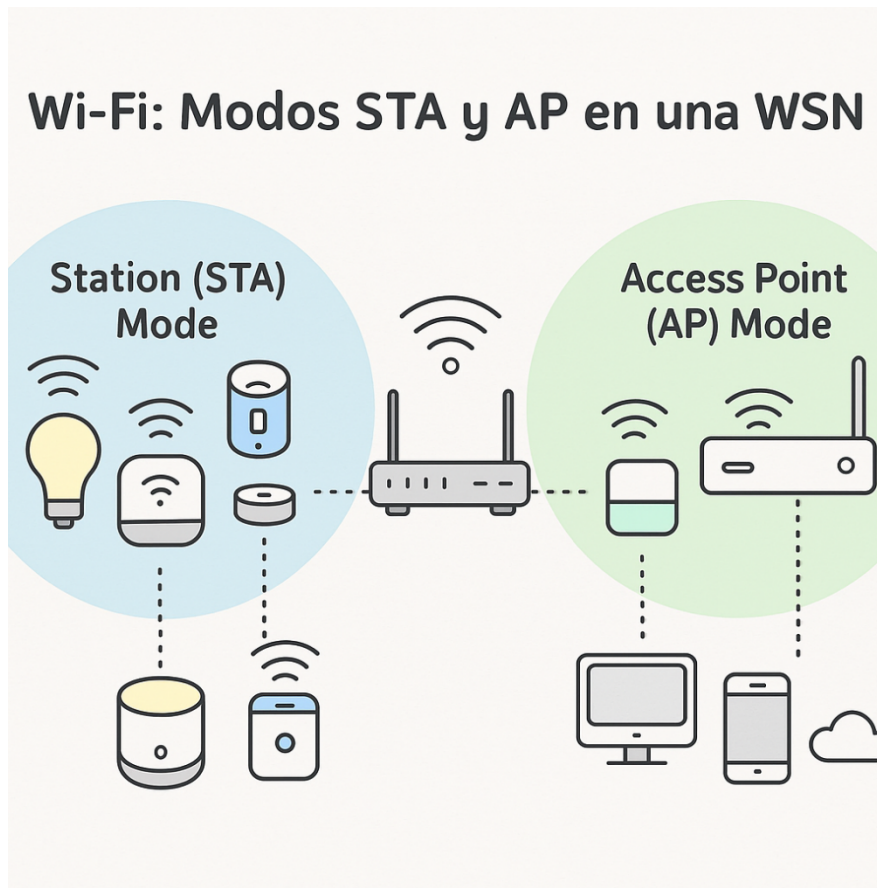 Wi-Fi: Modos STA y AP en una WSN
Station (STA)
Mode
Access Point
(AP) Mode